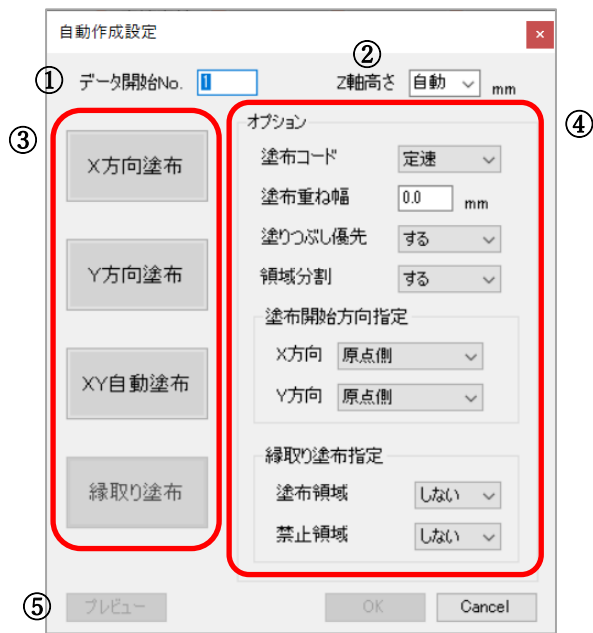 自動作成設定
×
②
① データ開始No. 1 Z軸高さ 自動 mm
③ ④
オプション
X方向塗布
塗布コード 定速
塗布重ね幅 0.0 mm
塗りつぶし優先 する
Y方向塗布
領域分割 する
塗布開始方向指定
X方向 原点側
XY自動塗布
Y方向 原点側
縁取り塗布指定
縁取り塗布
塗布領域 しない
禁止領域 しない
⑤ プレビュー OK Cancel